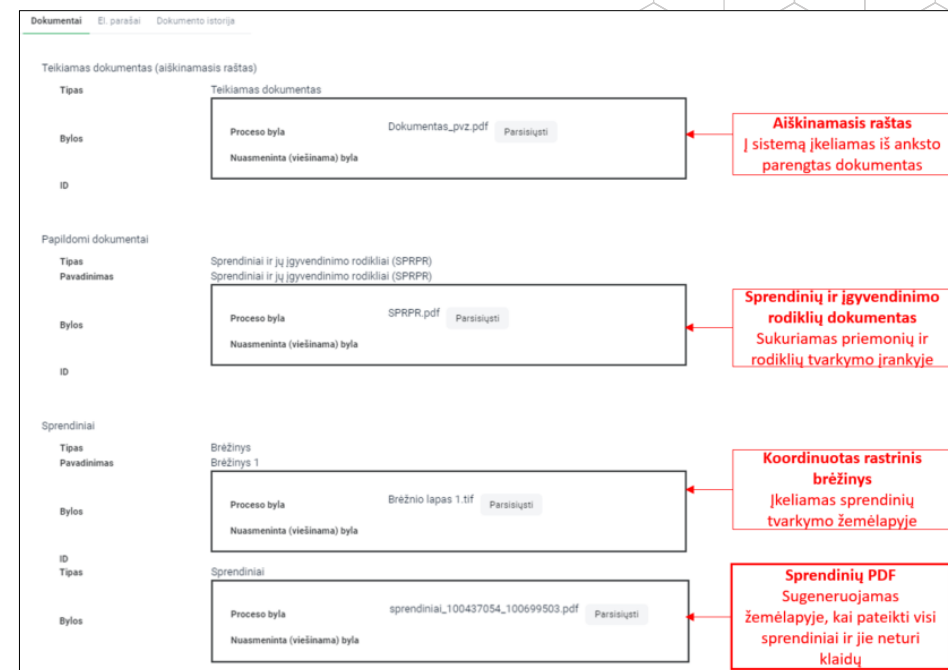 Dokumentai El. parašai Dokumento istorija
Teikiamas dokumentas (aiškinamasis raštas)
Tipas Teikiamas dokumentas
Bylos
Proceso byla Dokumentas_pvz.pdf Parsisiųsti
Nuasmeninta (viešinama) byla
ID
Aiškinamasis raštas
Į sistemą įkeliamas iš anksto
parengtas dokumentas
Papildomi dokumentai
Tipas Sprendiniai ir jų įgyvendinimo rodikliai (SPRPR)
Pavadinimas Sprendiniai ir jų įgyvendinimo rodikliai (SPRPR)
Bylos
Proceso byla SPRPR.pdf Parsisiųsti
Nuasmeninta (viešinama) byla
ID
Sprendinių ir įgyvendinimo
rodiklių dokumentas
Sukuriamas priemonių ir
rodiklių tvarkymo įrankyje
Sprendiniai
Tipas Brėžinys
Pavadinimas Brėžinys 1
Bylos
Proceso byla Brėžnio lapas 1.tif Parsisiųsti
Nuasmeninta (viešinama) byla
ID
Koordinuotas rastrinis
brėžinys
Įkeliamas sprendinių
tvarkymo žemėlapyje
Tipas Sprendiniai
Bylos
Proceso byla sprendiniai_100437054_100699503.pdf Parsisiųsti
Nuasmeninta (viešinama) byla
Sprendinių PDF
Sugeneruojamas
žemėlapyje, kai pateikti visi
sprendiniai ir jie neturi
klaidų